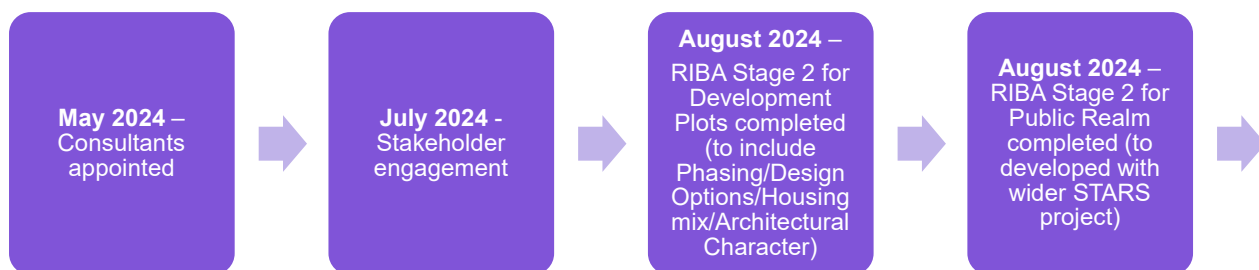 May 2024 –
Consultants
appointed
July 2024 -
Stakeholder
engagement
August 2024 –
RIBA Stage 2 for
Development
Plots completed
(to include
Phasing/Design
Options/Housing
mix/Architectural
Character)
August 2024 –
RIBA Stage 2 for
Public Realm
completed (to
developed with
wider STARS
project)